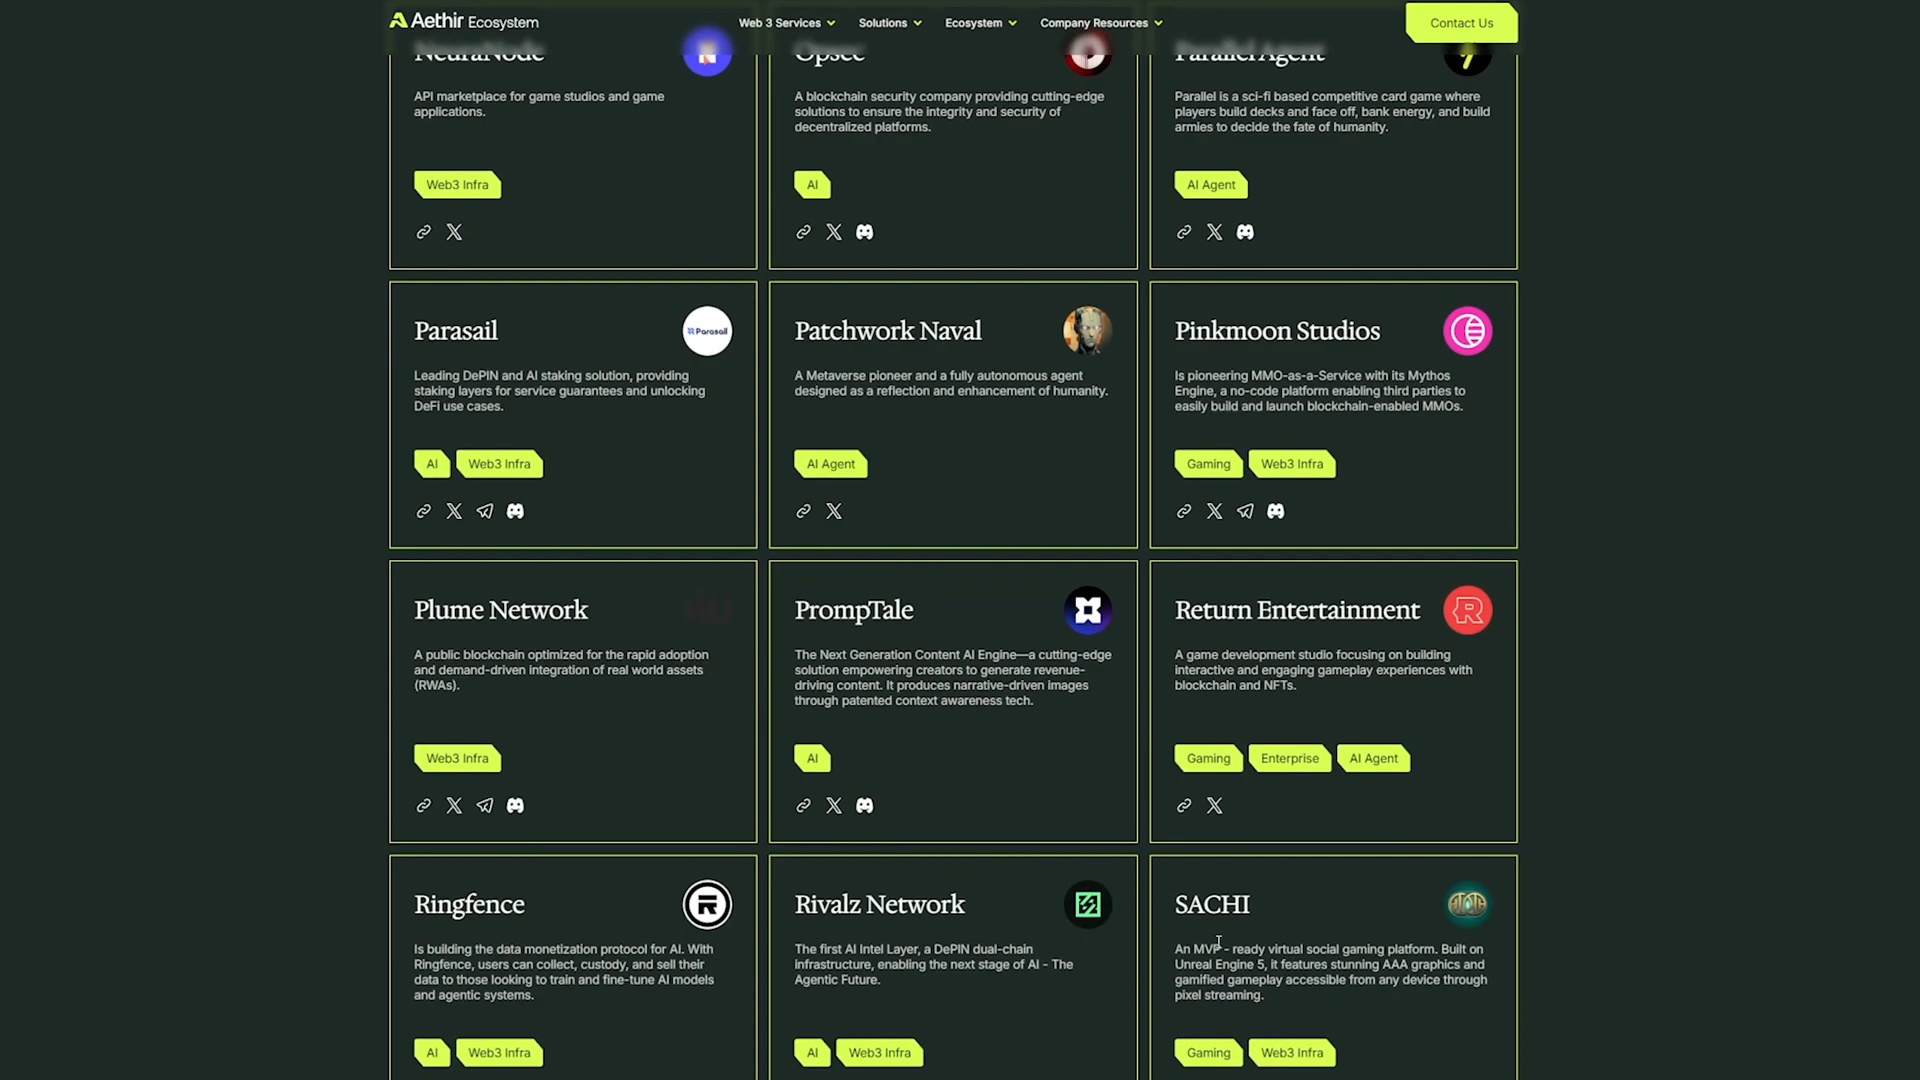 Aethir Ecosystem
Web 3 Services
Solutions
Ecosystem
Company Resources
Contact Us
NeuraNode
API marketplace for game studios and game
applications.
Web3 Infra
Opsec
A blockchain security company providing cutting-edge
solutions to ensure the integrity and security of
decentralized platforms.
AI
Parallel Agent
Parallel is a sci-fi based competitive card game where
players build decks and face off, bank energy, and build
armies to decide the fate of humanity.
AI Agent
Parasail
Parasail
Leading DePIN and AI staking solution, providing
staking layers for service guarantees and unlocking
DeFi use cases.
AI
Web3 Infra
Patchwork Naval
A Metaverse pioneer and a fully autonomous agent
designed as a reflection and enhancement of humanity.
AI Agent
Pinkmoon Studios
Is pioneering MMO-as-a-Service with its Mythos
Engine, a no-code platform enabling third parties to
easily build and launch blockchain-enabled MMOs.
Gaming
Web3 Infra
Plume Network
A public blockchain optimized for the rapid adoption
and demand-driven integration of real world assets
(RWAs).
Web3 Infra
PrompTale
The Next Generation Content AI Engine—a cutting-edge
solution empowering creators to generate revenue-
driving content. It produces narrative-driven images
through patented context awareness tech.
AI
Return Entertainment
A game development studio focusing on building
interactive and engaging gameplay experiences with
blockchain and NFTs.
Gaming
Enterprise
AI Agent
Ringfence
Is building the data monetization protocol for AI. With
Ringfence, users can collect, custody, and sell their
data to those looking to train and fine-tune AI models
and agentic systems.
AI
Web3 Infra
Rivalz Network
The first AI Intel Layer, a DePIN dual-chain
infrastructure, enabling the next stage of AI - The
Agentic Future.
AI
Web3 Infra
SACHI
An MVP - ready virtual social gaming platform. Built on
Unreal Engine 5, it features stunning AAA graphics and
gamified gameplay accessible from any device through
pixel streaming.
Gaming
Web3 Infra